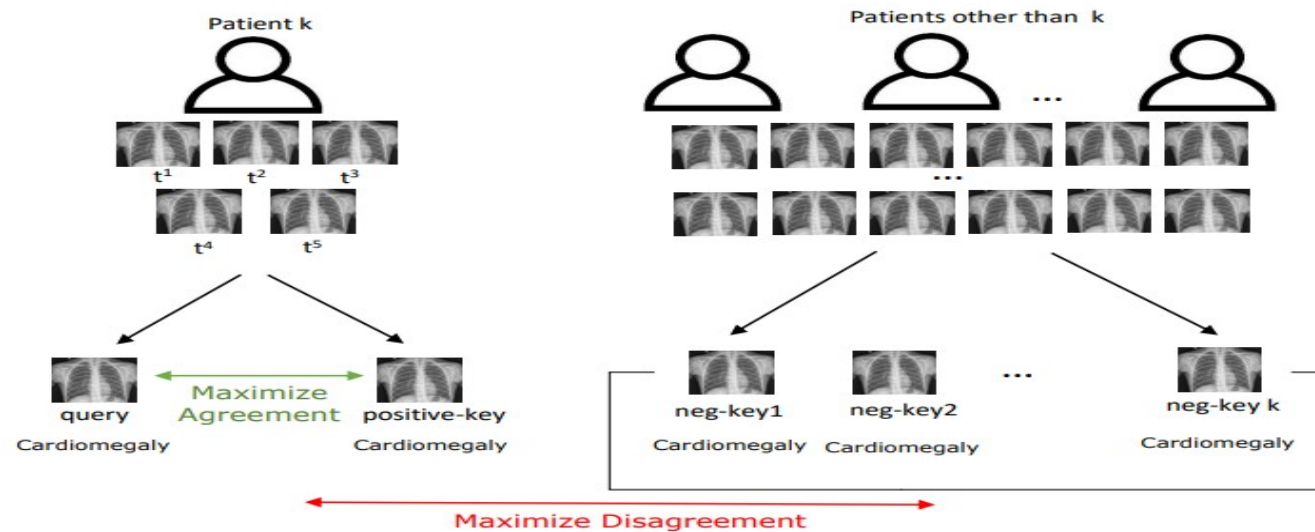 Patient k
Patients other than k
...
t¹ t² t³
...
t⁴ t⁵
Maximize
Agreement
query
positive-key
Cardiomegaly
Cardiomegaly
...
neg-key1
neg-key2
neg-key k
Cardiomegaly
Cardiomegaly
Cardiomegaly
Maximize Disagreement